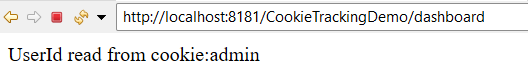 http://localhost:8181/CookieTrackingDemo/dashboard
UserId read from cookie:admin